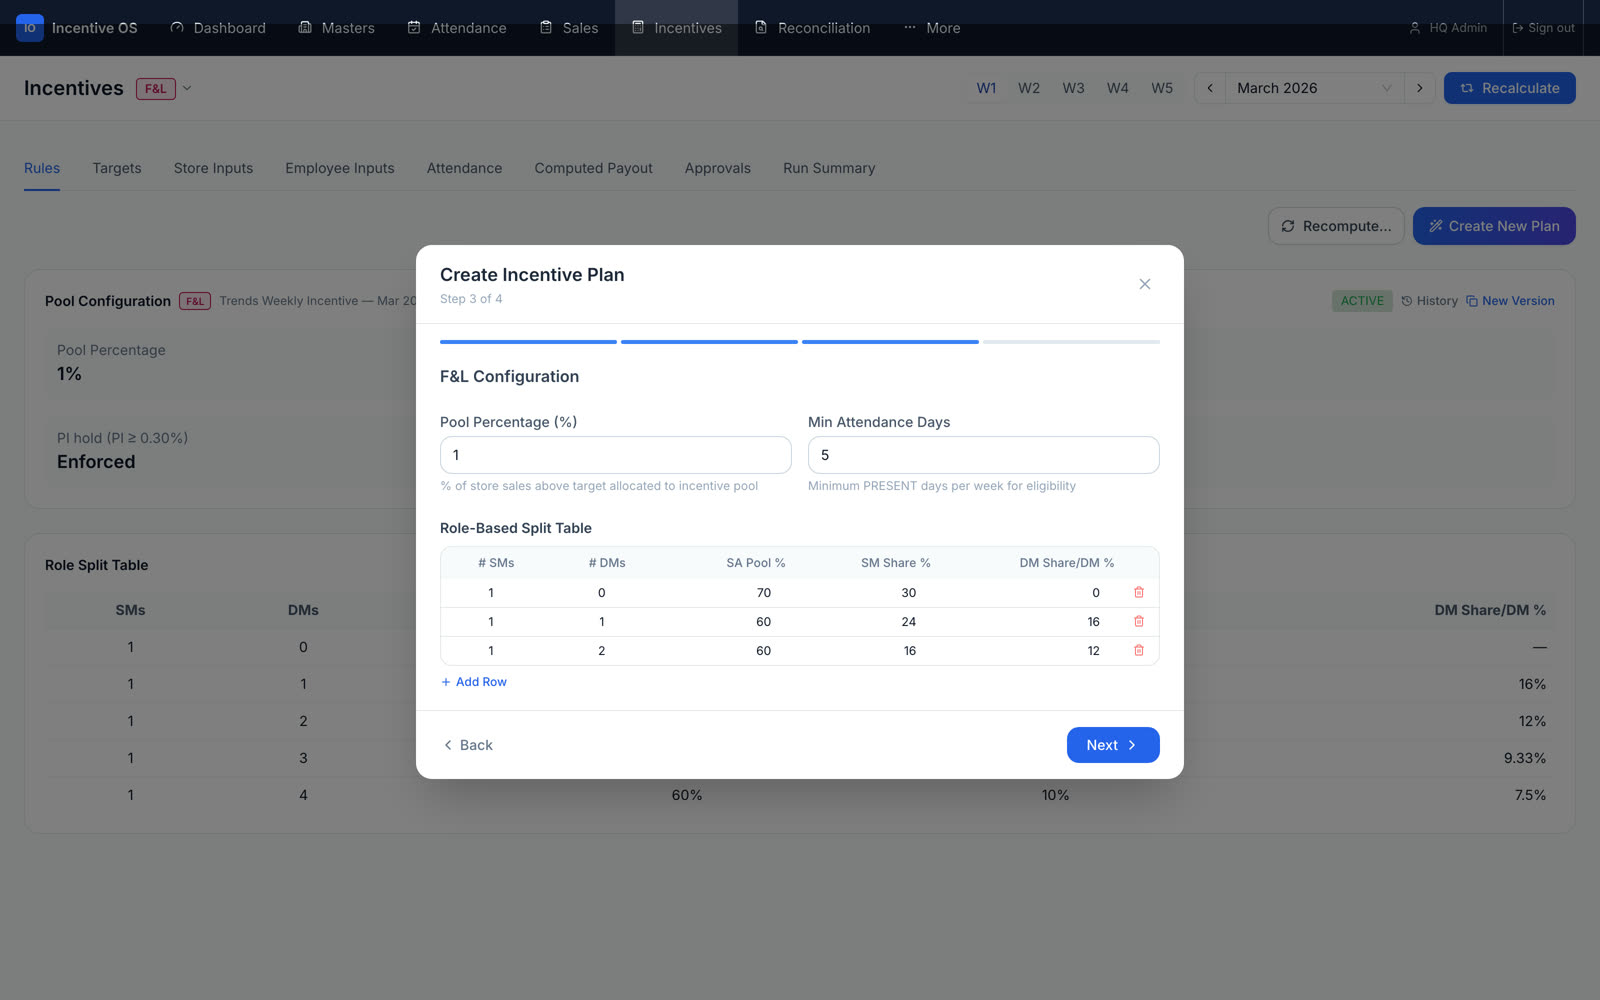 IO Incentive OS Dashboard Masters Attendance Sales Incentives Reconciliation ··· More HQ Admin Sign out
Incentives F&L W1 W2 W3 W4 W5 March 2026 Recalculate
Rules Targets Store Inputs Employee Inputs Attendance Computed Payout Approvals Run Summary
Recompute... Create New Plan
Pool Configuration F&L Trends Weekly Incentive — Mar 20 ACTIVE History New Version
Pool Percentage
1%
PI hold (PI ≥ 0.30%)
Enforced
Role Split Table
SMs DMs DM Share/DM %
1 0 —
1 1 16%
1 2 12%
1 3 9.33%
1 4 60% 10% 7.5%
Create Incentive Plan
Step 3 of 4
F&L Configuration
Pool Percentage (%) Min Attendance Days
1 5
% of store sales above target allocated to incentive pool Minimum PRESENT days per week for eligibility
Role-Based Split Table
# SMs # DMs SA Pool % SM Share % DM Share/DM %
1 0 70 30 0
1 1 60 24 16
1 2 60 16 12
+ Add Row
Back Next